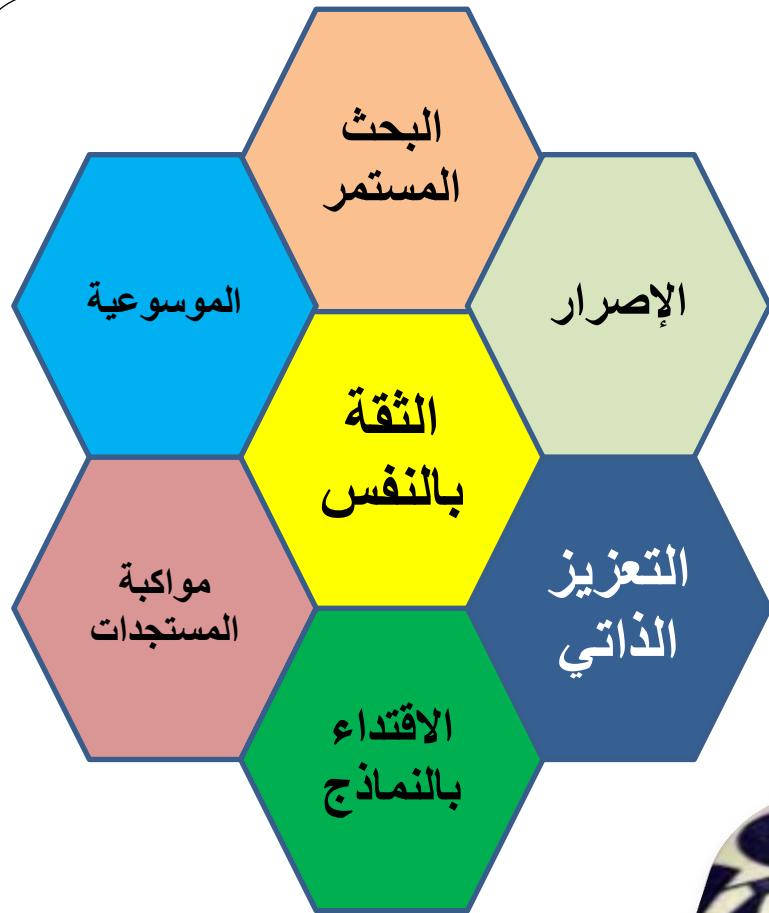 البحث
المستمر
الإصرار
الموسوعية
الثقة
بالنفس
التعزيز
الذاتي
مواكبة
المستجدات
الاقتداء
بالنماذج